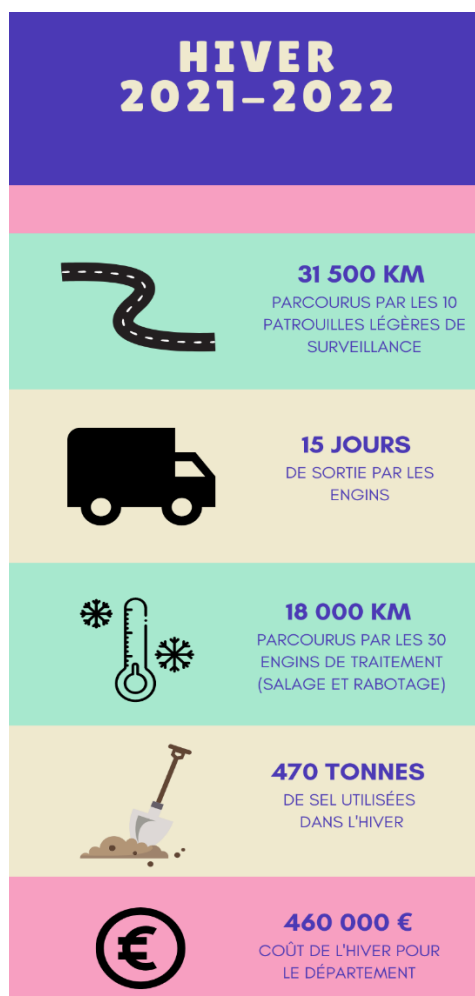 HIVER
2021-2022
31 500 KM
PARCOURUS PAR LES 10
PATROUILLES LÉGÈRES DE
SURVEILLANCE
15 JOURS
DE SORTIE PAR LES
ENGINS
18 000 KM
PARCOURUS PAR LES 30
ENGINS DE TRAITEMENT
(SALAGE ET RABOTAGE)
470 TONNES
DE SEL UTILISÉES
DANS L'HIVER
€
460 000 €
COÛT DE L'HIVER POUR
LE DÉPARTEMENT